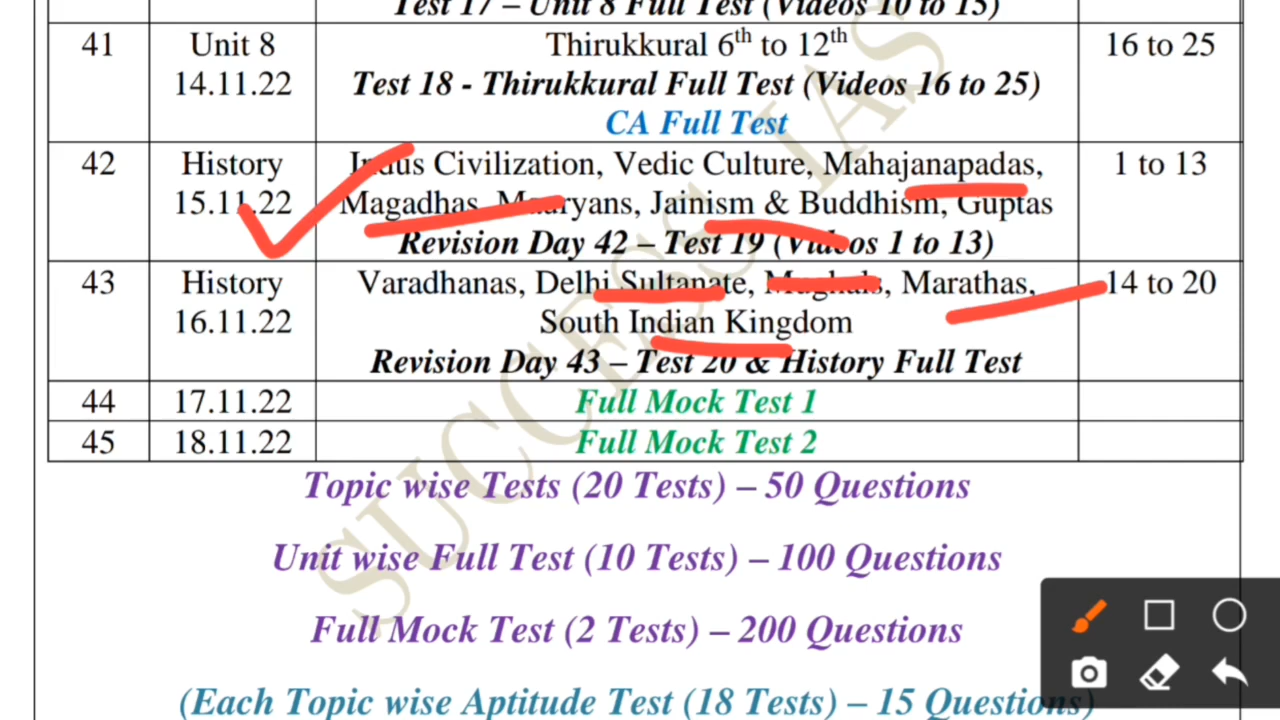 Test 17 – Unit 8 Full Test (Videos 10 to 15)
41 Unit 8 Thirukkural 6th to 12th 16 to 25
14.11.22 Test 18 - Thirukkural Full Test (Videos 16 to 25)
CA Full Test
42 History Indus Civilization, Vedic Culture, Mahajanapadas, 1 to 13
15.11.22 Magadhas, Mauryans, Jainism & Buddhism, Guptas
Revision Day 42 – Test 19 (Videos 1 to 13)
43 History Varadhanas, Delhi Sultanate, Mughals, Marathas, 14 to 20
16.11.22 South Indian Kingdom
Revision Day 43 – Test 20 & History Full Test
44 17.11.22 Full Mock Test 1
45 18.11.22 Full Mock Test 2
Topic wise Tests (20 Tests) – 50 Questions
Unit wise Full Test (10 Tests) – 100 Questions
Full Mock Test (2 Tests) – 200 Questions
(Each Topic wise Aptitude Test (18 Tests) – 15 Questions)
SUCCESS IAS